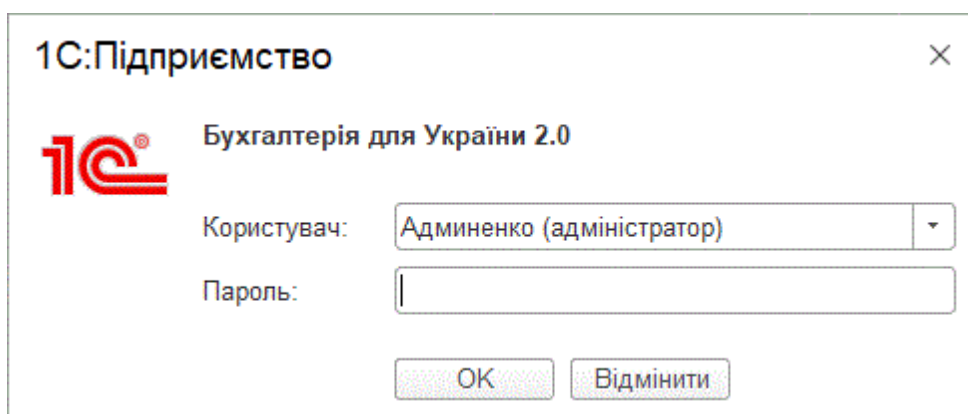 1С:Підприємство
1С®
Бухгалтерія для України 2.0
Користувач: Админенко (адміністратор)
Пароль:
OK Відмінити